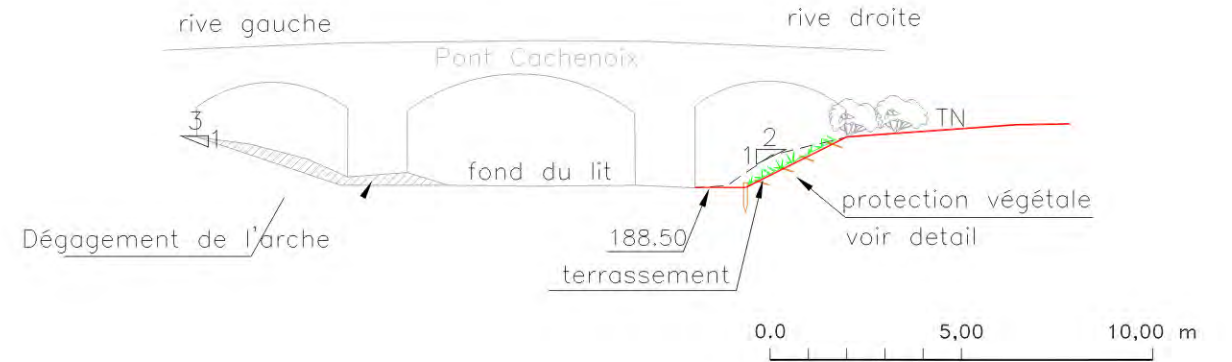 rive gauche
rive droite
Pont Cachenoix
3
1
2
1
TN
fond du lit
protection végétale
voir detail
Dégagement de l'arche
188.50
terrassement
0.0 5,00 10,00 m